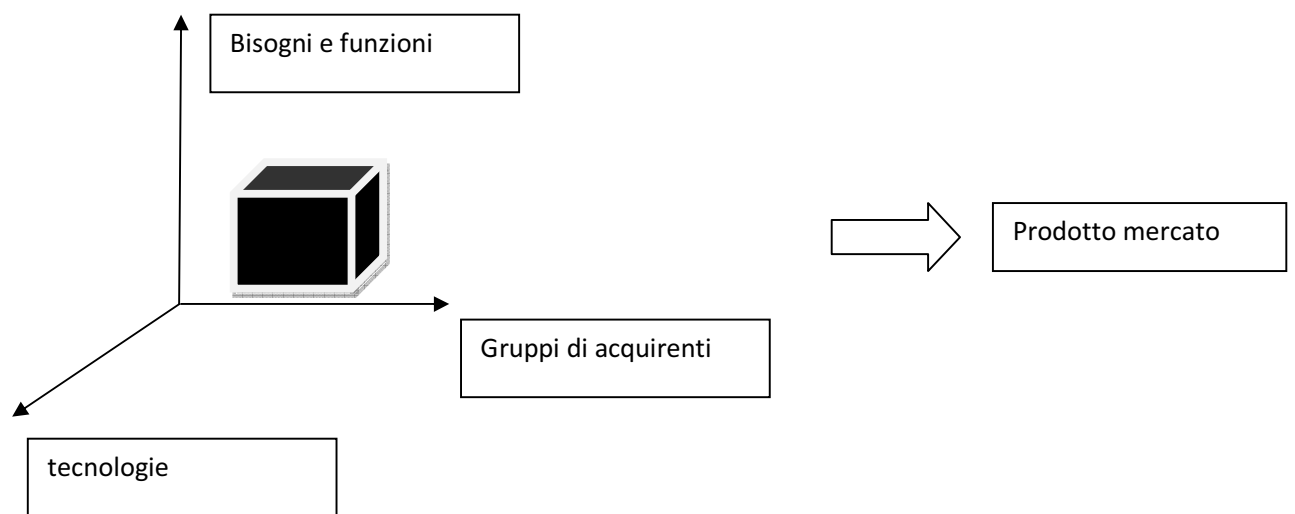 Bisogni e funzioni
Prodotto mercato
Gruppi di acquirenti
tecnologie